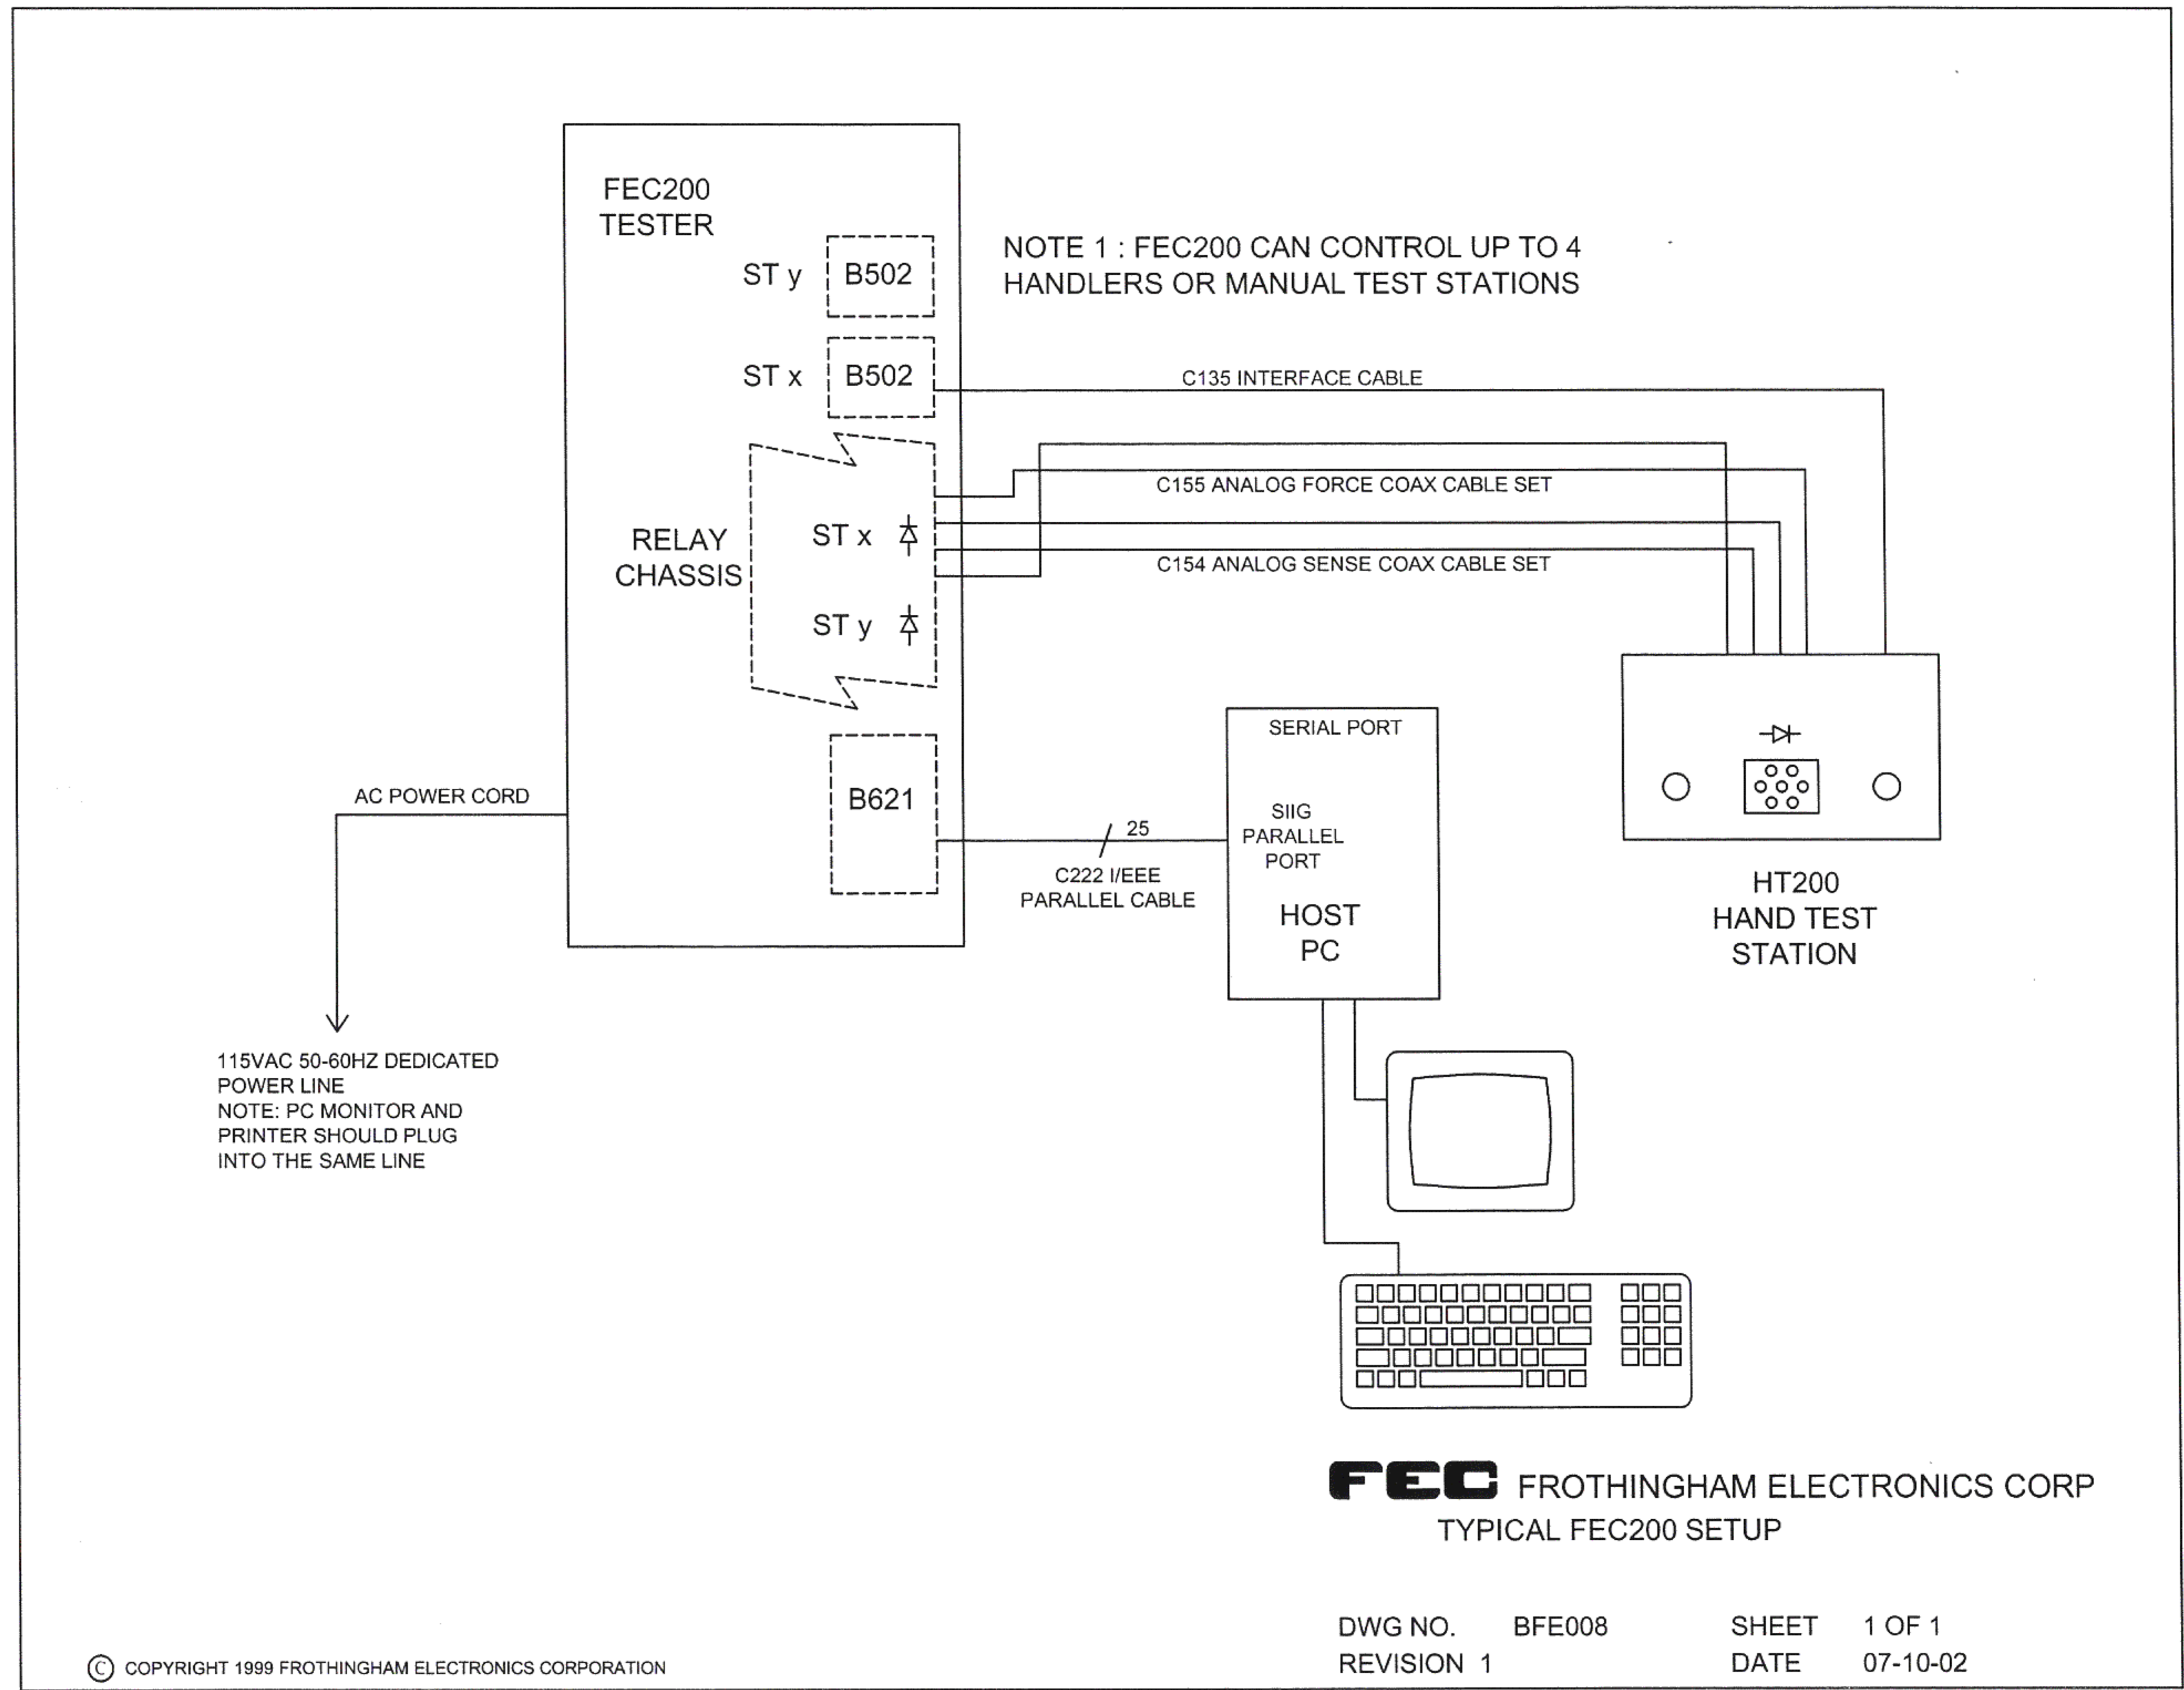 FEC200
TESTER
ST y
B502
NOTE 1 : FEC200 CAN CONTROL UP TO 4
HANDLERS OR MANUAL TEST STATIONS
ST x
B502
C135 INTERFACE CABLE
C155 ANALOG FORCE COAX CABLE SET
RELAY
CHASSIS
ST x
C154 ANALOG SENSE COAX CABLE SET
ST y
SERIAL PORT
B621
AC POWER CORD
25
SIIG
PARALLEL
PORT
C222 I/EEE
PARALLEL CABLE
HOST
PC
HT200
HAND TEST
STATION
115VAC 50-60HZ DEDICATED
POWER LINE
NOTE: PC MONITOR AND
PRINTER SHOULD PLUG
INTO THE SAME LINE
FEC FROTHINGHAM ELECTRONICS CORP
TYPICAL FEC200 SETUP
DWG NO. BFE008 SHEET 1 OF 1
REVISION 1 DATE 07-10-02
© COPYRIGHT 1999 FROTHINGHAM ELECTRONICS CORPORATION